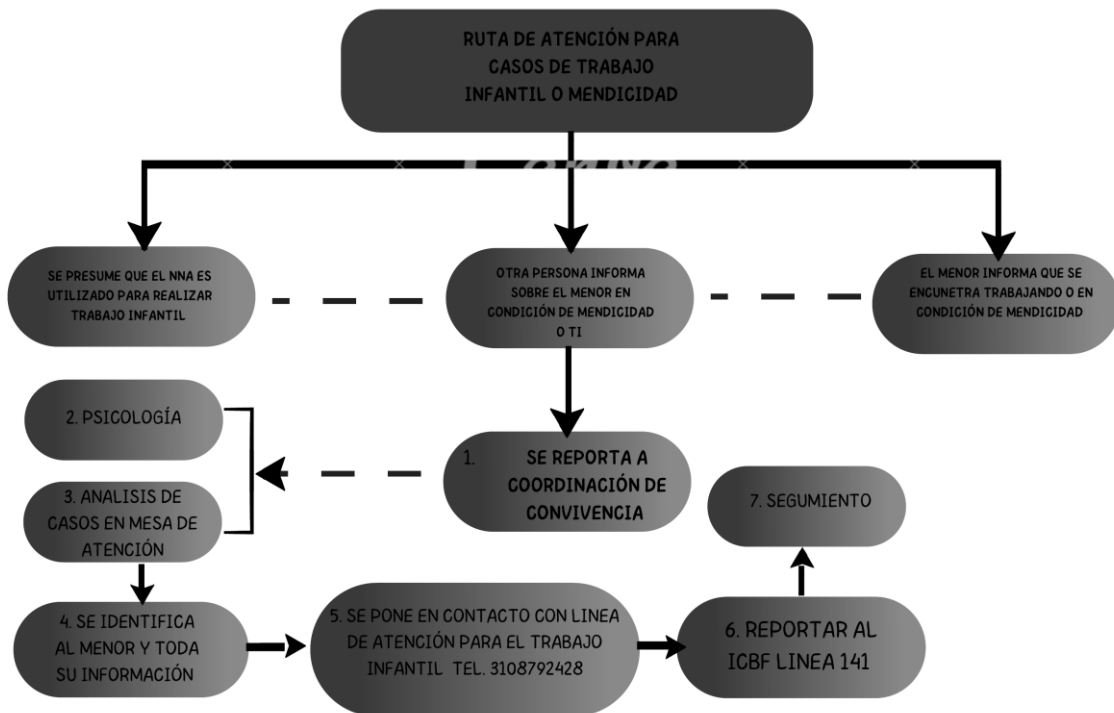 RUTA DE ATENCIÓN PARA
CASOS DE TRABAJO
INFANTIL O MENDICIDAD
SE PRESUME QUE EL NNA ES
UTILIZADO PARA REALIZAR
TRABAJO INFANTIL
OTRA PERSONA INFORMA
SOBRE EL MENOR EN
CONDICIÓN DE MENDICIDAD
O TI
EL MENOR INFORMA QUE SE
ENCUNETRA TRABAJANDO O EN
CONDICIÓN DE MENDICIDAD
1. SE REPORTA A
COORDINACIÓN DE
CONVIVENCIA
2. PSICOLOGÍA
3. ANALISIS DE
CASOS EN MESA DE
ATENCIÓN
4. SE IDENTIFICA
AL MENOR Y TODA
SU INFORMACIÓN
5. SE PONE EN CONTACTO CON LINEA
DE ATENCIÓN PARA EL TRABAJO
INFANTIL TEL. 3108792428
6. REPORTAR AL
ICBF LINEA 141
7. SEGUMIENTO